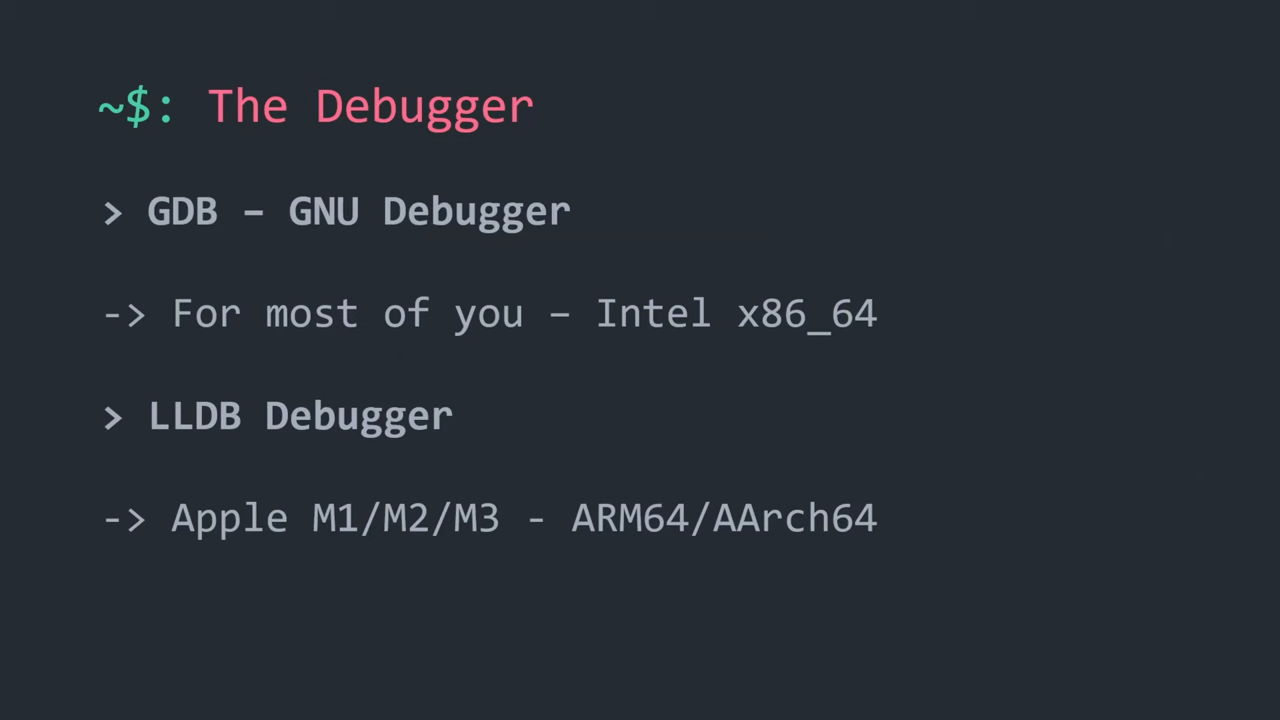 ~$: The Debugger
> GDB – GNU Debugger
-> For most of you – Intel x86_64
> LLDB Debugger
-> Apple M1/M2/M3 - ARM64/AArch64